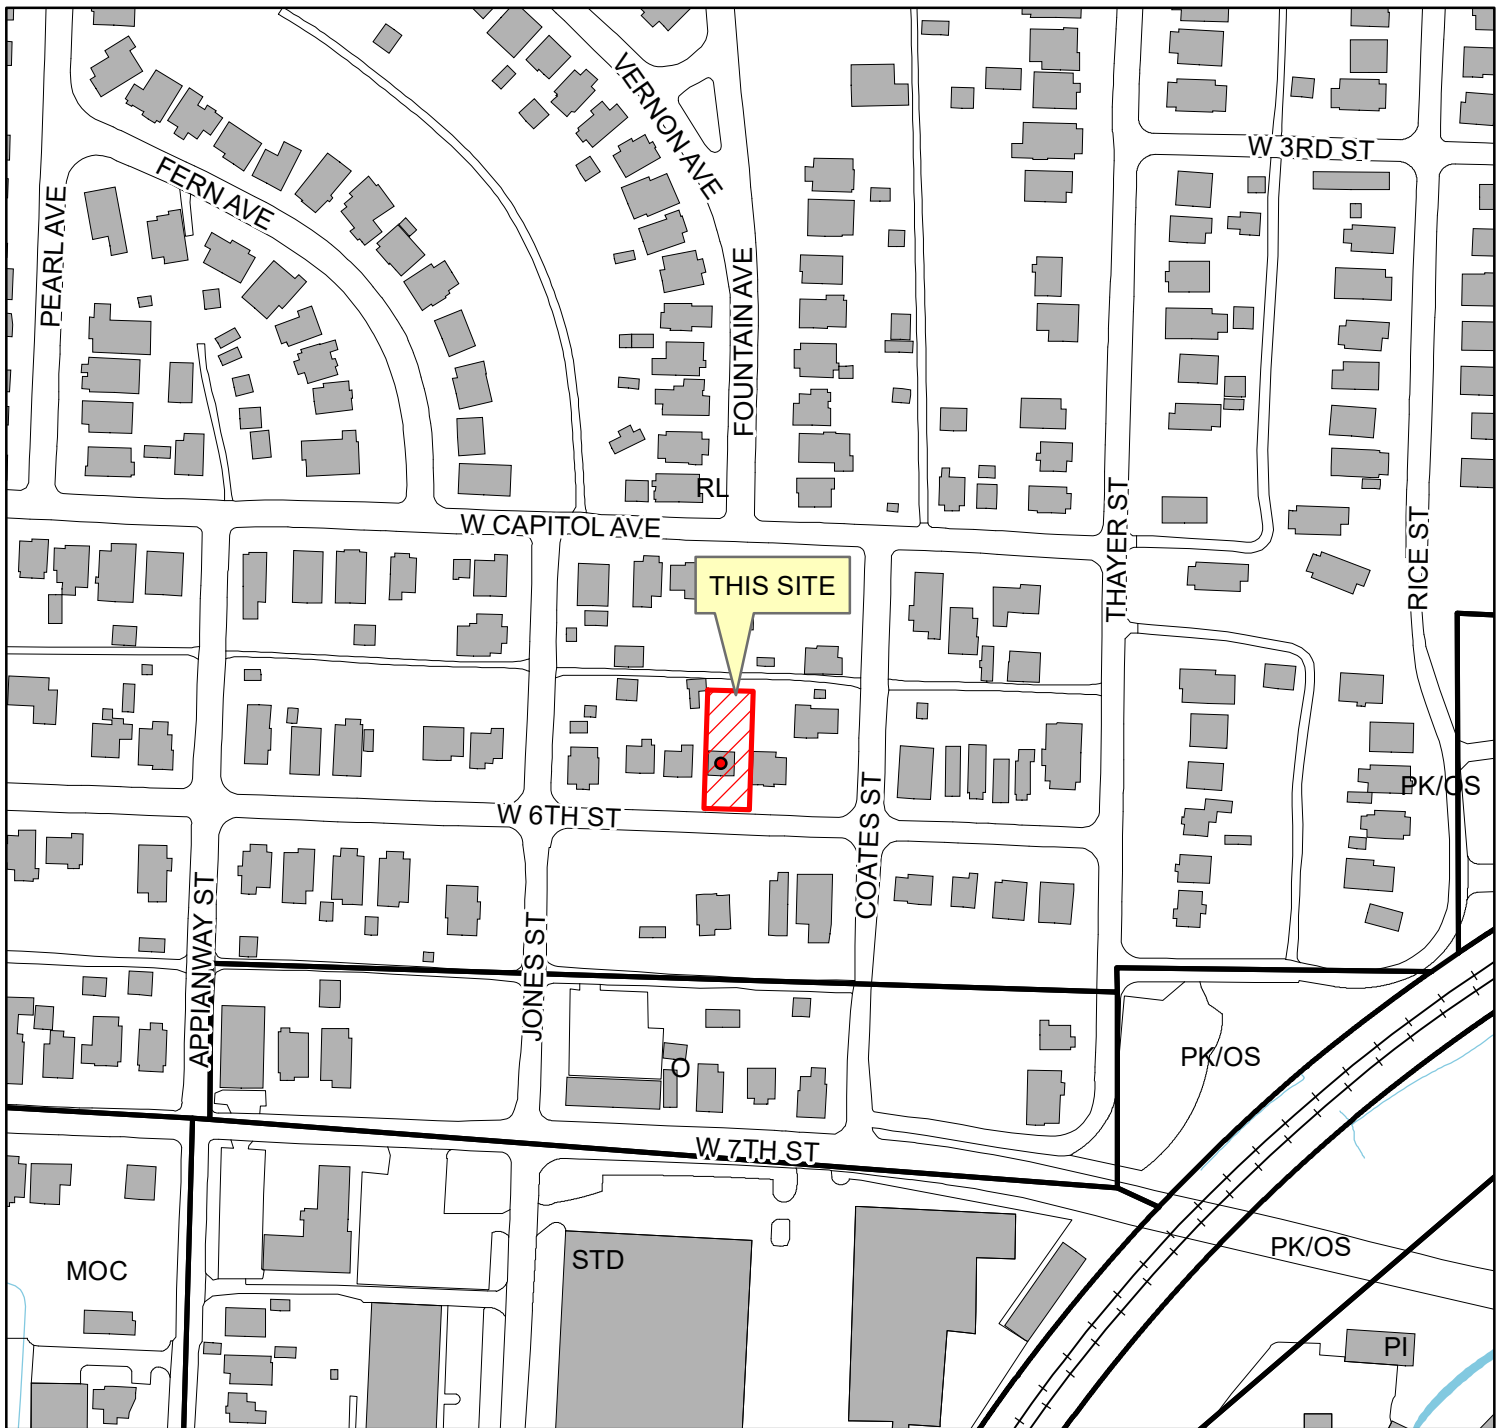 VERNON AVE
W 3RD ST
FERN AVE
PEARL AVE
FOUNTAIN AVE
RL
W CAPITOL AVE
THAYER ST
RICE ST
THIS SITE
PK/OS
W 6TH ST
COATES ST
APPIANWAY ST
JONES ST
O
PK/OS
W 7TH ST
PK/OS
STD
MOC
PI